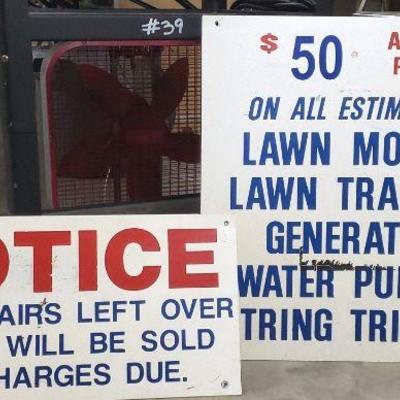 #39
$ 50 A
F
ON ALL ESTIM
LAWN MO
LAWN TRA
GENERAT
WATER PU
TRING TRI
OTICE
AIRS LEFT OVER
WILL BE SOLD
HARGES DUE.